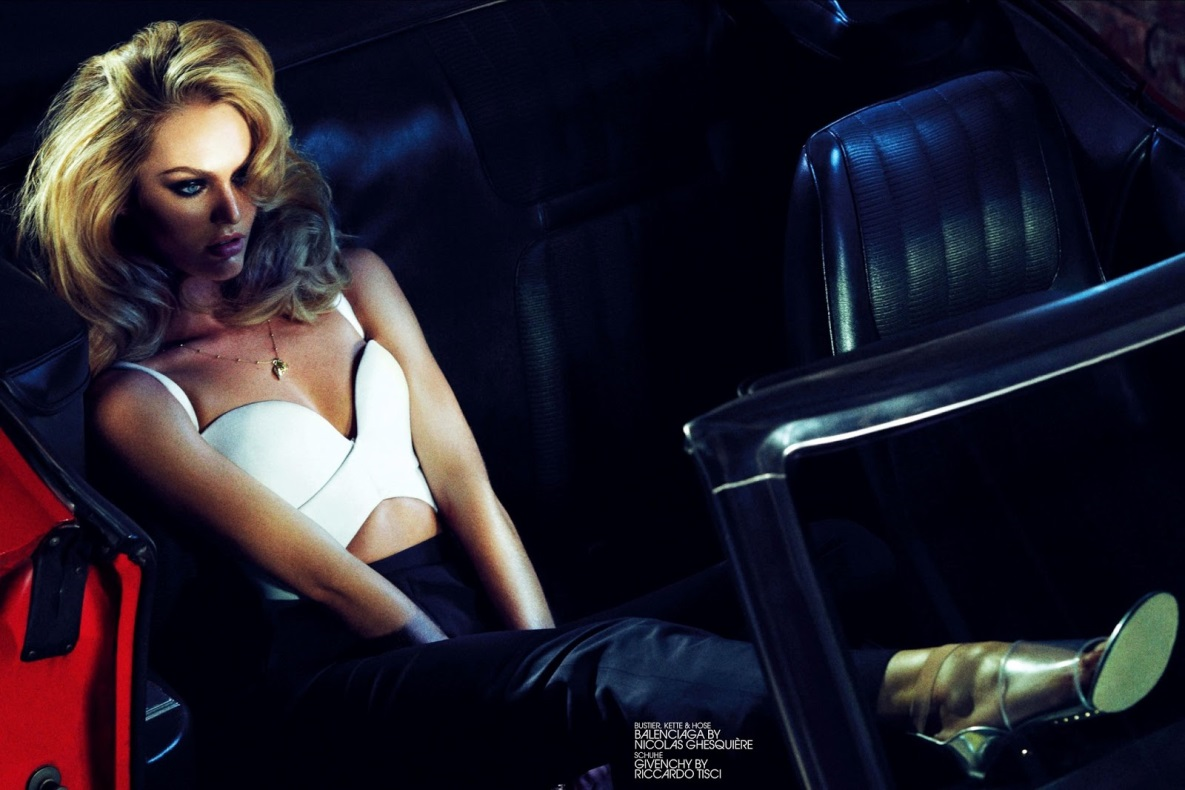 BUSTIER, KETTE & HOSE
BALENCIAGA BY
NICOLAS GHESQUIÈRE
SCHUHE
GIVENCHY BY
RICCARDO TISCI